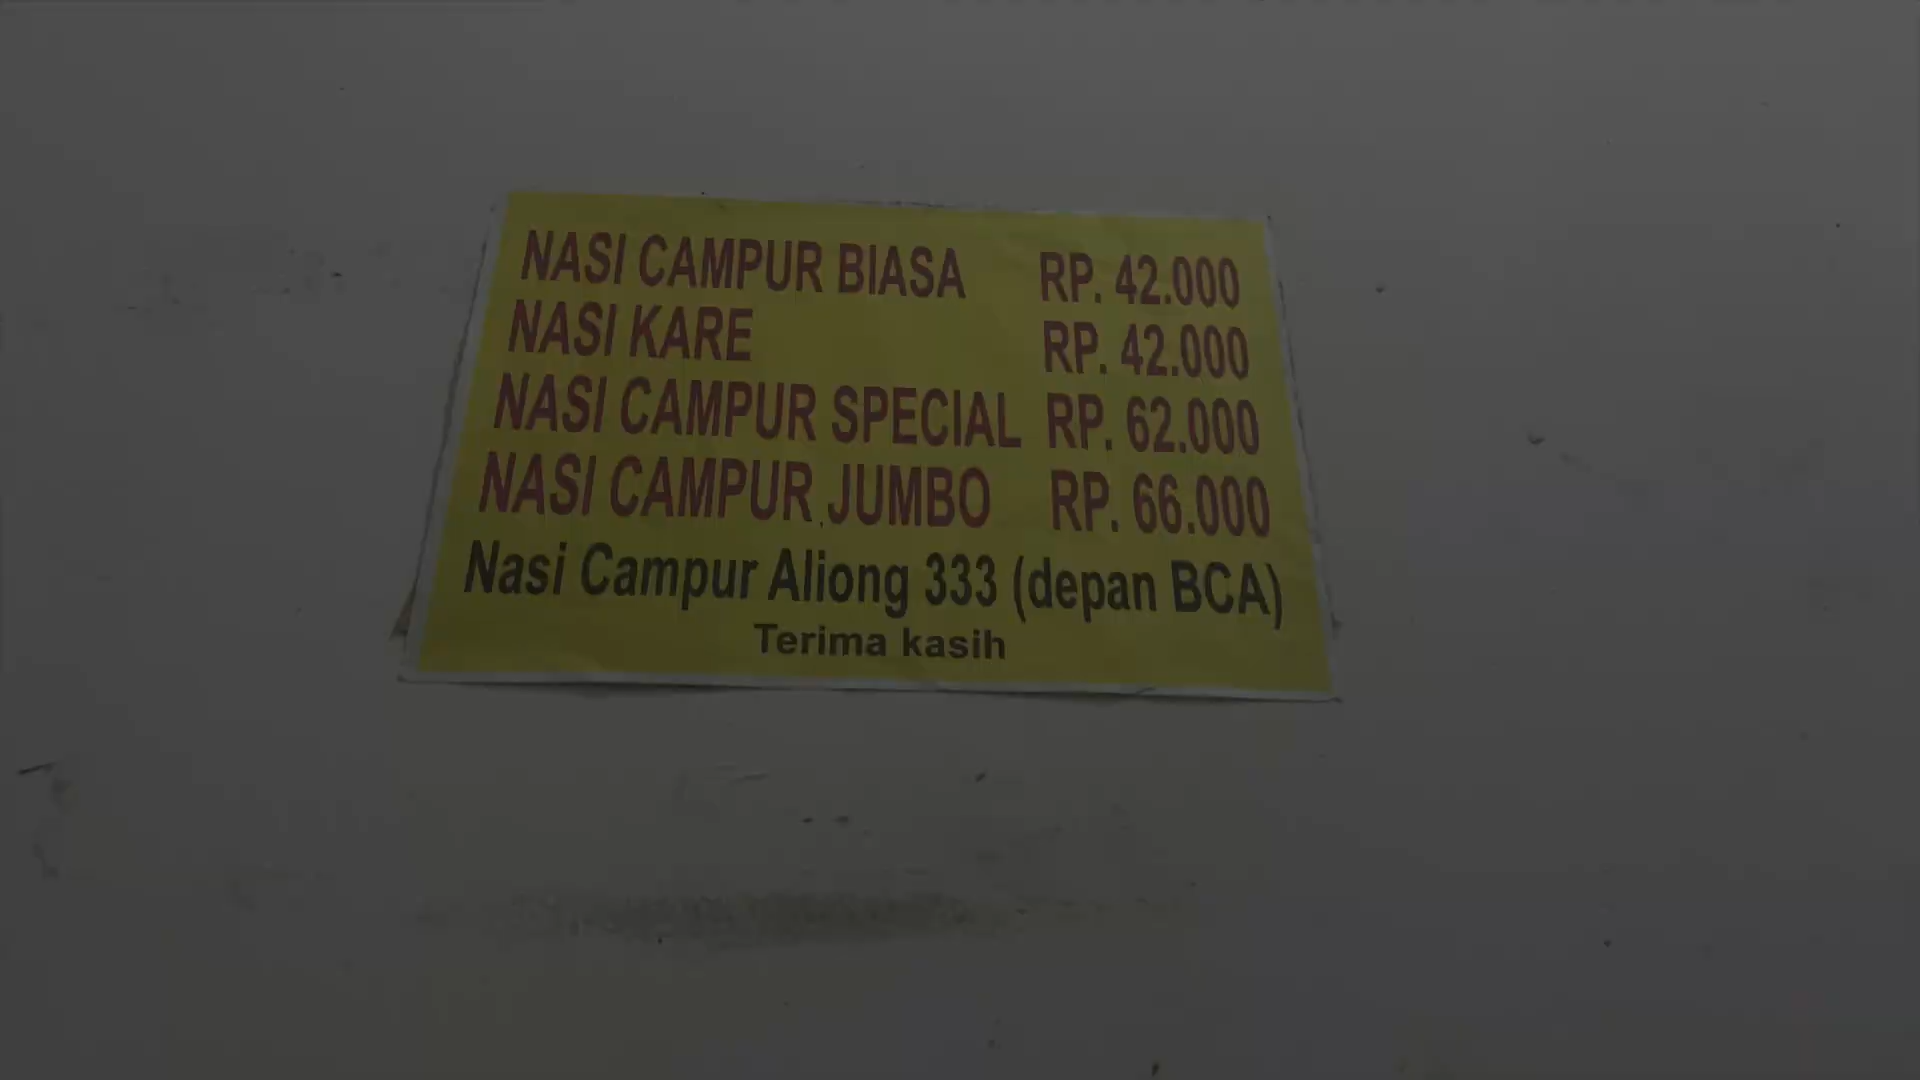 NASI CAMPUR BIASA RP. 42.000
NASI KARE RP. 42.000
NASI CAMPUR SPECIAL RP. 62.000
NASI CAMPUR JUMBO RP. 66.000
Nasi Campur Aliong 333 (depan BCA)
Terima kasih